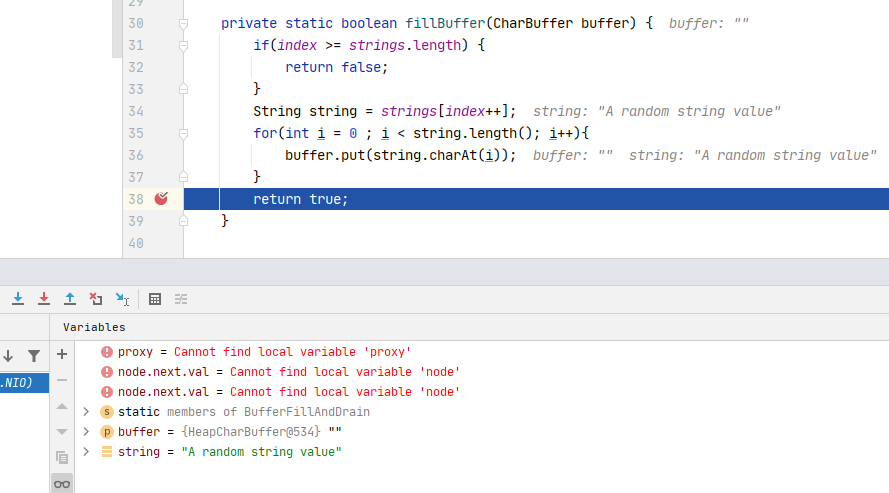 29
30 private static boolean fillBuffer(CharBuffer buffer) { buffer: ""
31 if(index >= strings.length) {
32 return false;
33 }
34 String string = strings[index++]; string: "A random string value"
35 for(int i = 0 ; i < string.length(); i++){
36 buffer.put(string.charAt(i)); buffer: "" string: "A random string value"
37 }
38 return true;
39 }
40
Variables
proxy = Cannot find local variable 'proxy'
node.next.val = Cannot find local variable 'node'
.NIO) node.next.val = Cannot find local variable 'node'
s static members of BufferFillAndDrain
p buffer = {HeapCharBuffer@534} ""
string = "A random string value"